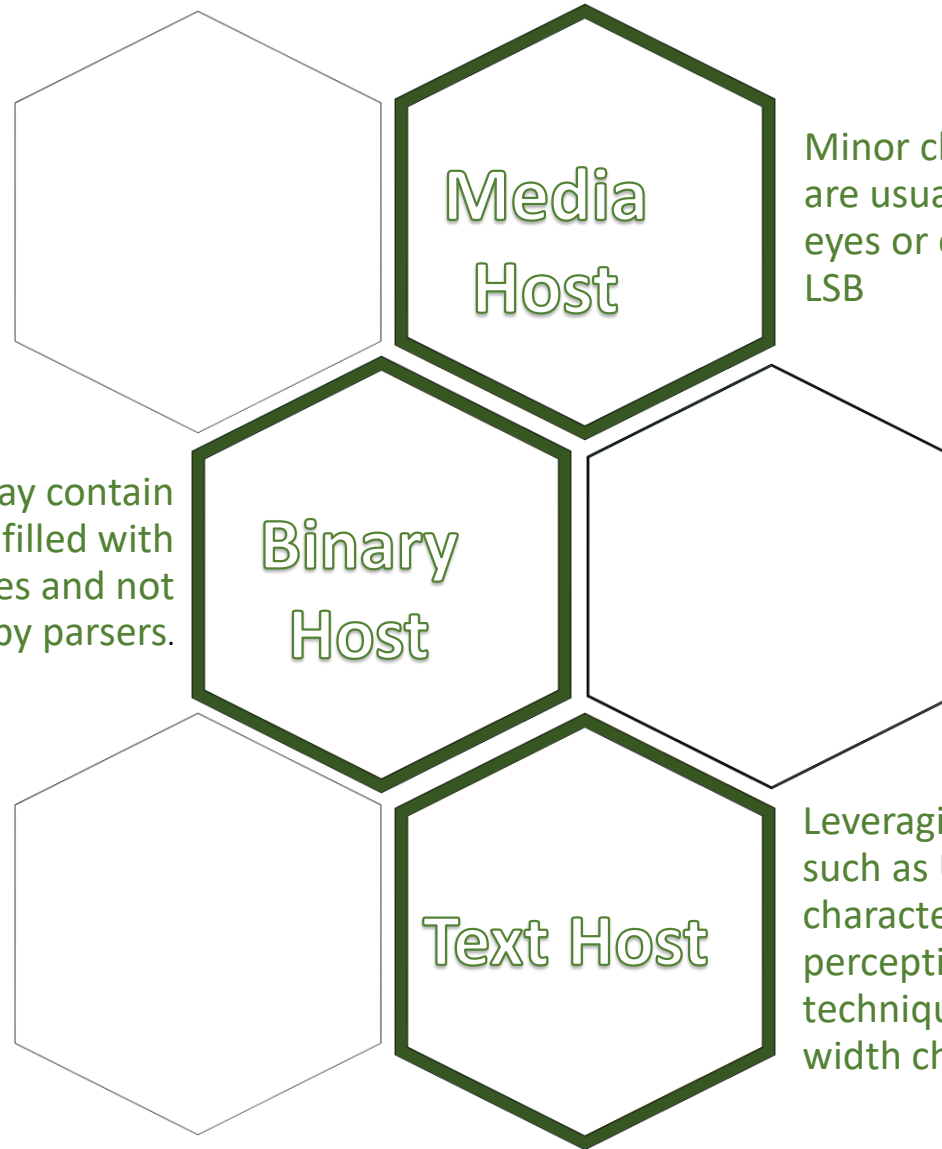 Media
Host
Minor
are usua
eyes or
LSB
ay contain
filled with
es and not
by parsers.
Binary
Host
Text Host
Leveragi
such as
characte
percepti
techniqu
width ch